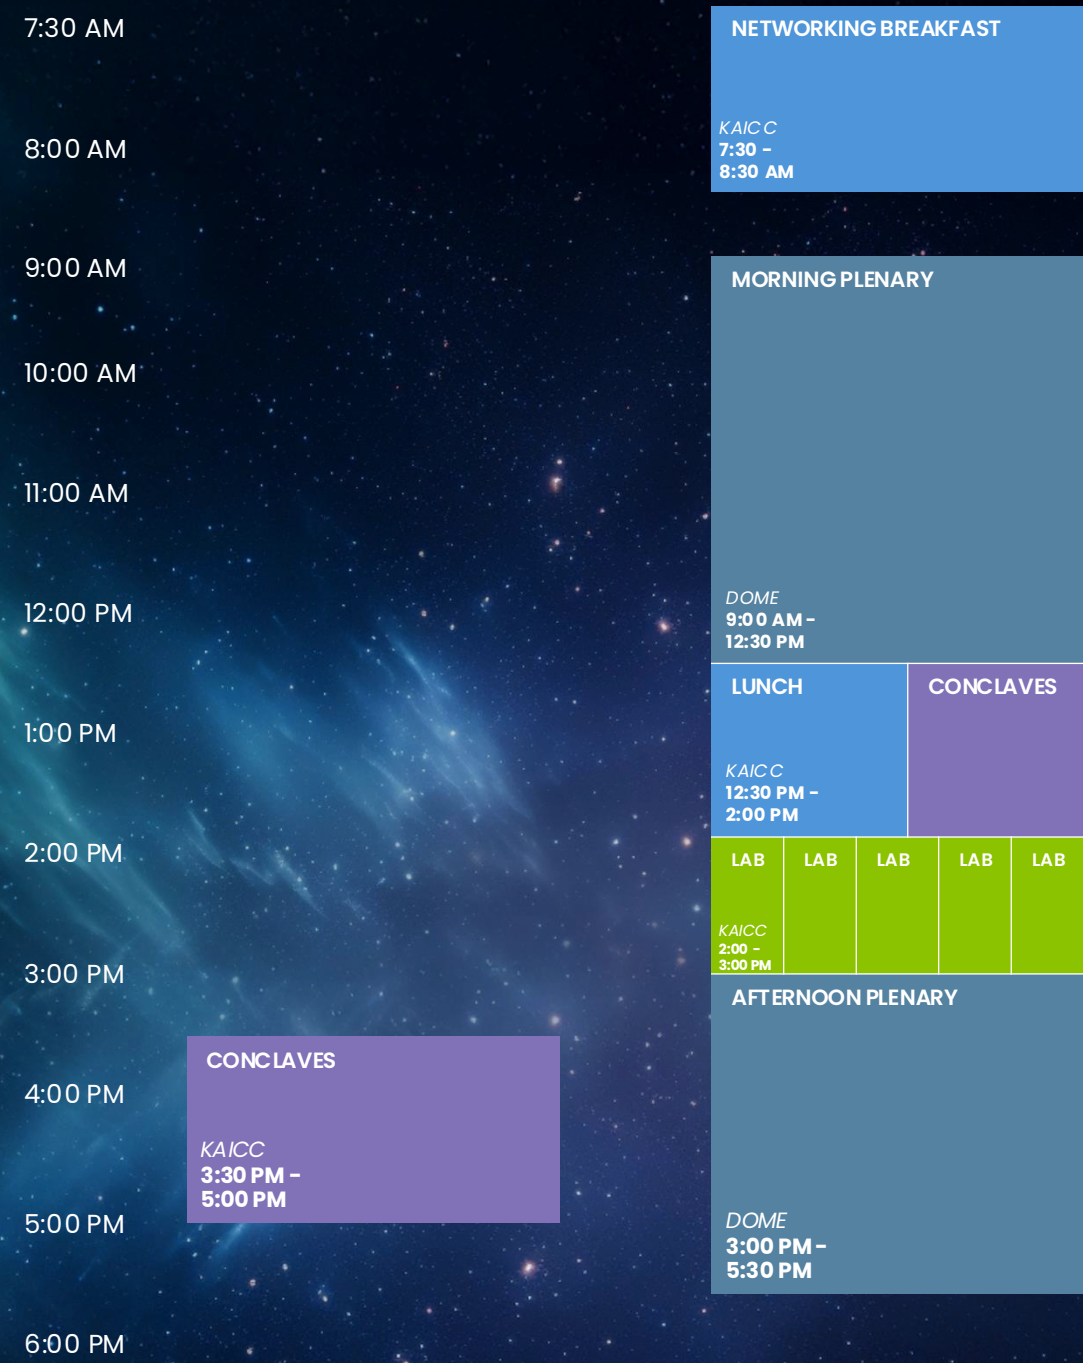 7:30 AM
8:00 AM
9:00 AM
10:00 AM
11:00 AM
12:00 PM
1:00 PM
2:00 PM
3:00 PM
4:00 PM
5:00 PM
6:00 PM
CONCLAVES
KAICC
3:30 PM -
5:00 PM
NETWORKING BREAKFAST
KAICC
7:30 -
8:30 AM
MORNING PLENARY
DOME
9:00 AM -
12:30 PM
LUNCH
KAICC
12:30 PM -
2:00 PM
CONCLAVES
LAB
KAICC
2:00 -
3:00 PM
LAB
LAB
LAB
LAB
AFTERNOON PLENARY
DOME
3:00 PM -
5:30 PM